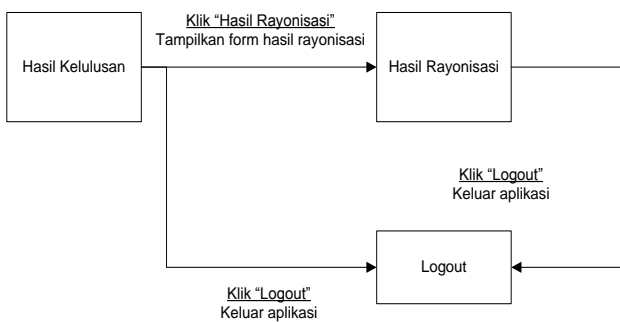 Klik “Hasil Rayonisasi”
Tampilkan form hasil rayonisasi
Hasil Kelulusan
Hasil Rayonisasi
Klik “Logout”
Keluar aplikasi
Logout
Klik “Logout”
Keluar aplikasi